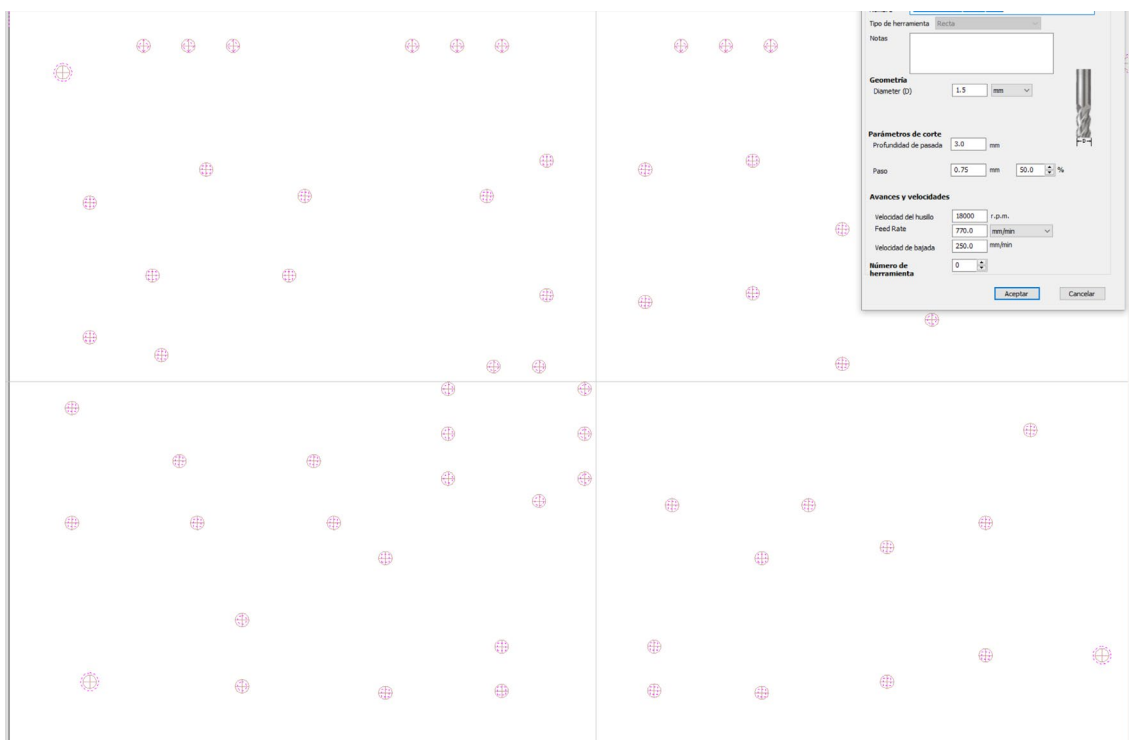 Tipo de herramienta Recta
Notas
Geometría
Diameter (D) 1.5 mm
D
Parámetros de corte
Profundidad de pasada 3.0 mm
Paso 0.75 mm 50.0 %
Avances y velocidades
Velocidad del husillo 18000 r.p.m.
Feed Rate 770.0 mm/min
Velocidad de bajada 250.0 mm/min
Número de 0
herramienta
Aceptar Cancelar